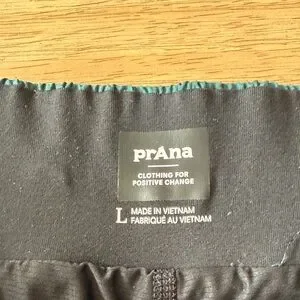 prAna
CLOTHING FOR
POSITIVE CHANGE
L MADE IN VIETNAM
FABRIQUÉ AU VIETNAM